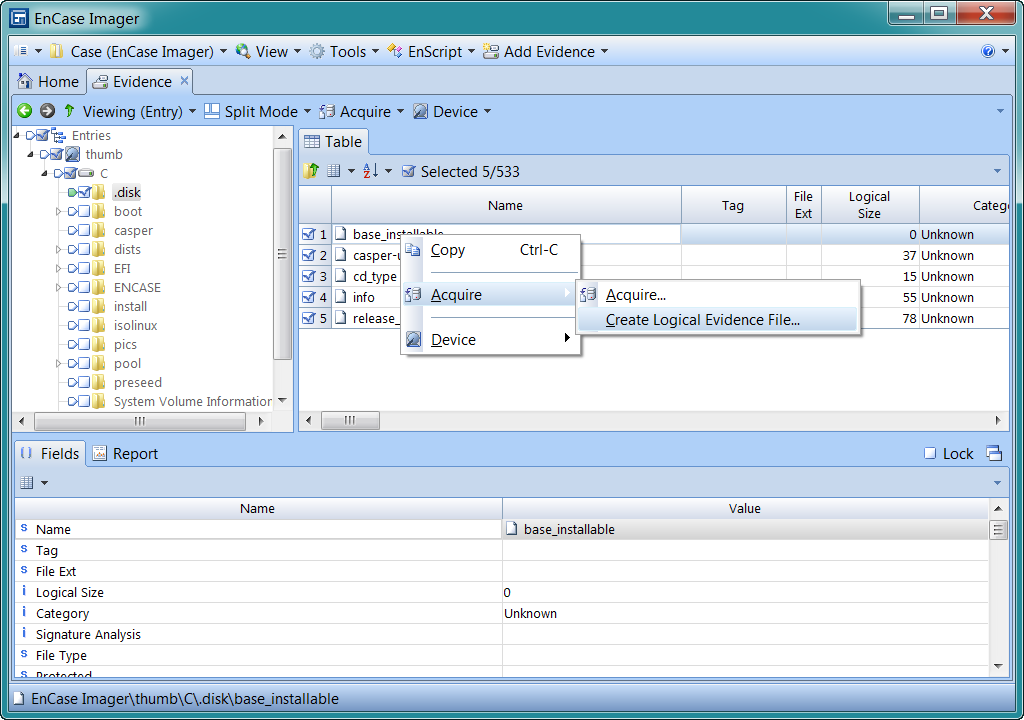 EnCase Imager
Case (EnCase Imager) View Tools EnScript Add Evidence
Home Evidence
Viewing (Entry) Split Mode Acquire Device
Entries
thumb
C
.disk
boot
casper
dists
EFI
ENCASE
install
isolinux
pics
pool
preseed
System Volume Information
Table
Selected 5/533
Name Tag File Ext Logical Size Categ
1 base_installable 0 Unknown
2 casper-u 37 Unknown
3 cd_type 15 Unknown
4 info 55 Unknown
5 release_ 78 Unknown
Copy Ctrl-C
Acquire
Device
Acquire...
Create Logical Evidence File...
Fields Report Lock
Name Value
Name base_installable
Tag
File Ext
Logical Size 0
Category Unknown
Signature Analysis
File Type
Protected
EnCase Imager\thumb\C\.disk\base_installable